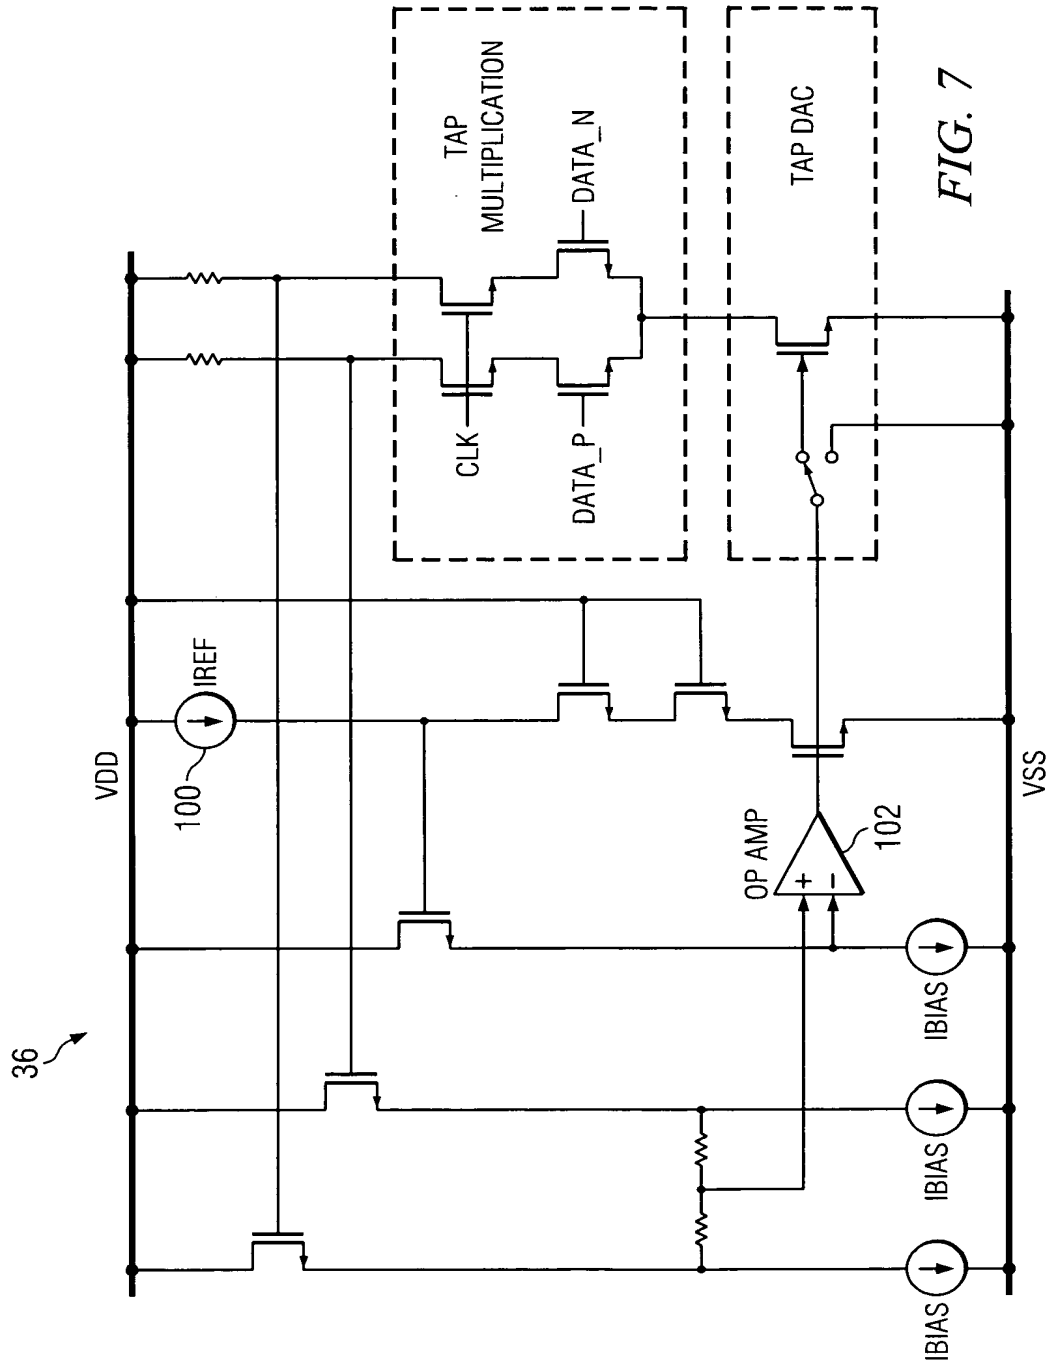 36
VDD
100
IREF
TAP
MULTIPLICATION
CLK
DATA_P
DATA_N
TAP DAC
OP AMP
+
−
102
IBIAS
IBIAS
IBIAS
VSS
FIG. 7